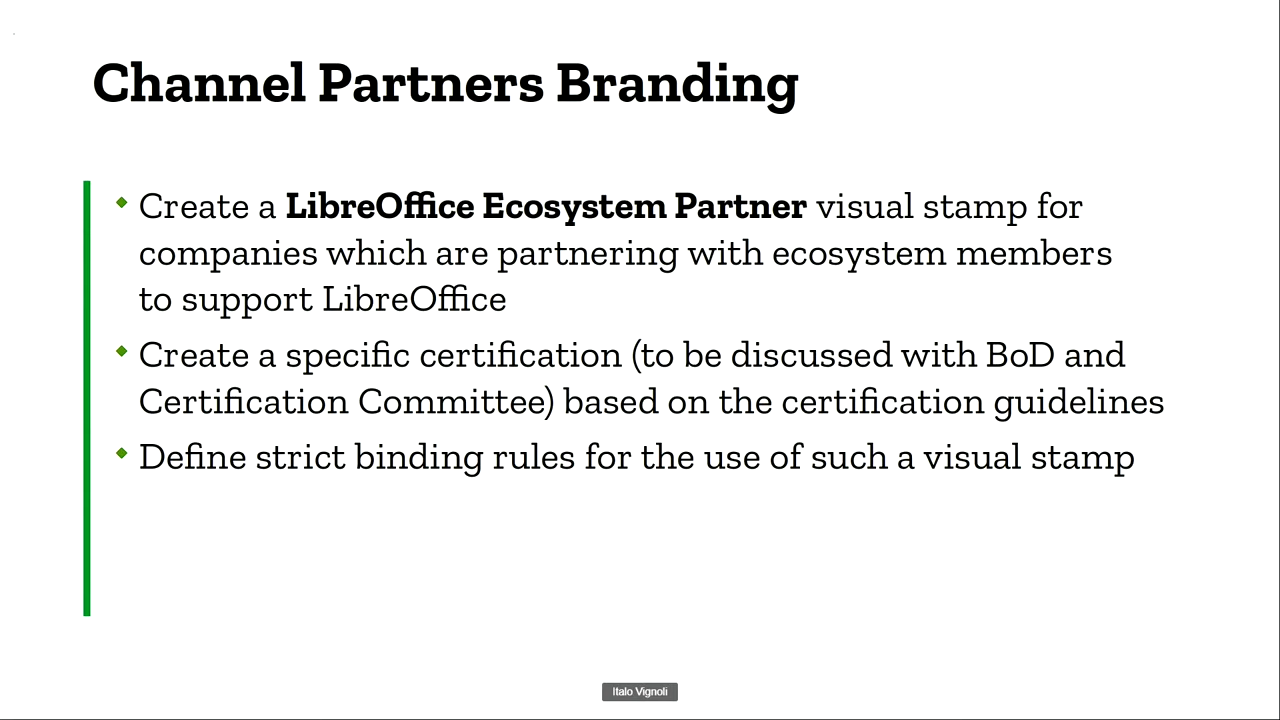 Channel Partners Branding
Create a LibreOffice Ecosystem Partner visual stamp for
companies which are partnering with ecosystem members
to support LibreOffice
Create a specific certification (to be discussed with BoD and
Certification Committee) based on the certification guidelines
Define strict binding rules for the use of such a visual stamp
Italo Vignoli